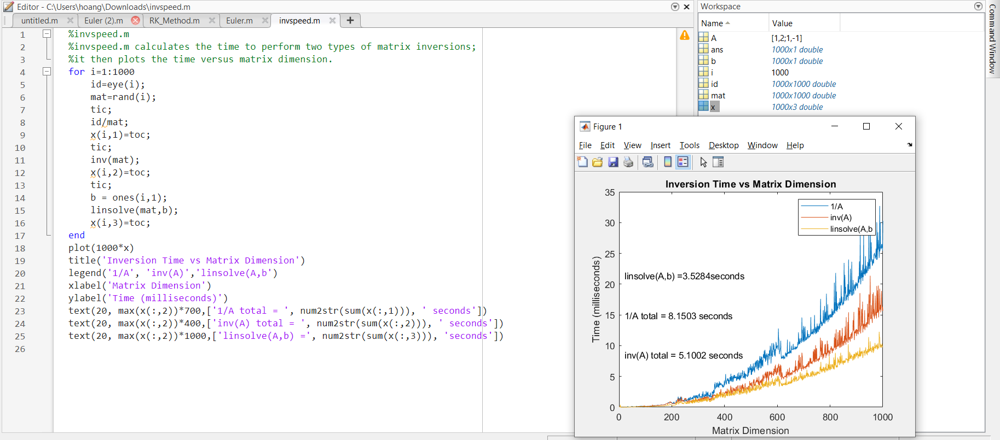 Editor - C:\Users\hoang\Downloads\invspeed.m
untitled.m
Euler (2).m
RK_Method.m
Euler.m
invspeed.m
1 %invspeed.m
2 %invspeed.m calculates the time to perform two types of matrix inversions;
3 %it then plots the time versus matrix dimension.
4 for i=1:1000
5 id=eye(i);
6 mat=rand(i);
7 tic;
8 id/mat;
9 x(i,1)=toc;
10 tic;
11 inv(mat);
12 x(i,2)=toc;
13 tic;
14 b = ones(i,1);
15 linsolve(mat,b);
16 x(i,3)=toc;
17 end
18 plot(1000*x)
19 title('Inversion Time vs Matrix Dimension')
20 legend('1/A', 'inv(A)','linsolve(A,b')
21 xlabel('Matrix Dimension')
22 ylabel('Time (milliseconds)')
23 text(20, max(x(:,2))*700,['1/A total = ', num2str(sum(x(:,1))), ' seconds'])
24 text(20, max(x(:,2))*400,['inv(A) total = ', num2str(sum(x(:,2))), ' seconds'])
25 text(20, max(x(:,2))*1000,['linsolve(A,b) =', num2str(sum(x(:,3))), 'seconds'])
26
Workspace
Name Value
A [1,2;1,-1]
ans 1000x1 double
b 1000x1 double
i 1000
id 1000x1000 double
mat 1000x1000 double
x 1000x3 double
Command Window
Figure 1
File Edit View Insert Tools Desktop Window Help
Inversion Time vs Matrix Dimension
1/A
inv(A)
linsolve(A,b
linsolve(A,b) =3.5284seconds
1/A total = 8.1503 seconds
inv(A) total = 5.1002 seconds
Time (milliseconds)
35
30
25
20
15
10
5
0
0 200 400 600 800 1000
Matrix Dimension